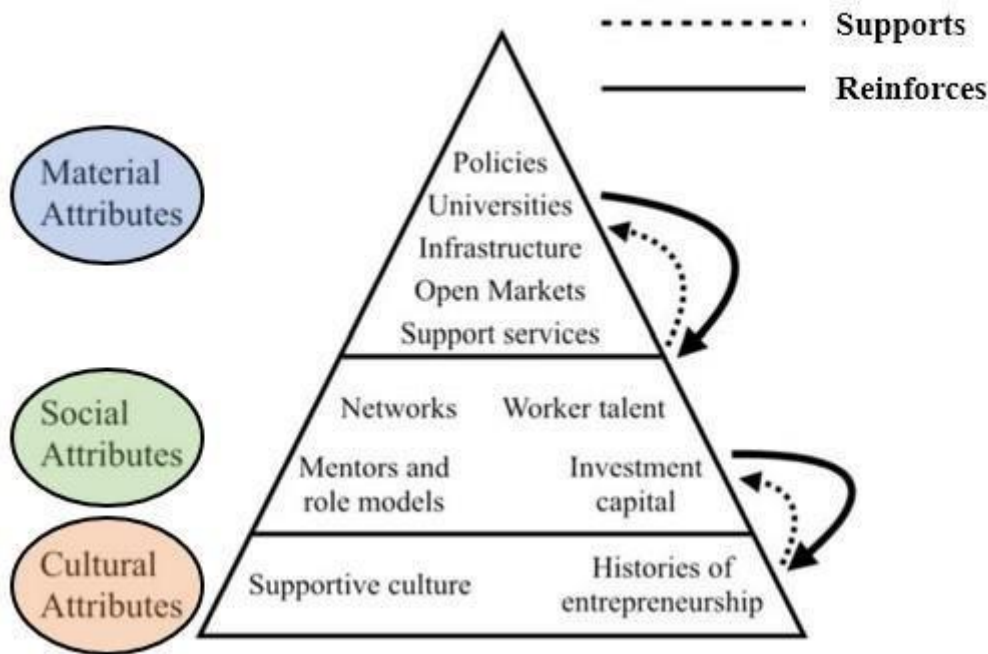 Supports
Reinforces
Material
Attributes
Policies
Universities
Infrastructure
Open Markets
Support services
Social
Attributes
Networks
Worker talent
Mentors and
role models
Investment
capital
Cultural
Attributes
Supportive culture
Histories of
entrepreneurship